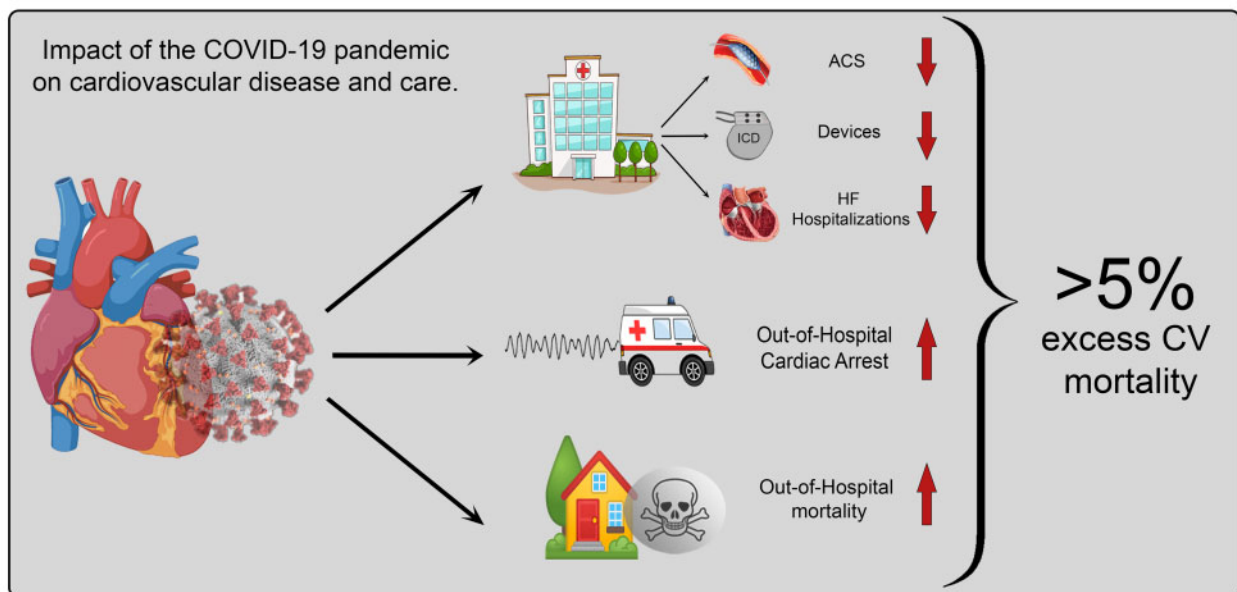 Impact of the COVID-19 pandemic
on cardiovascular disease and care.
ACS
ICD
Devices
HF
Hospitalizations
Out-of-Hospital
Cardiac Arrest
Out-of-Hospital
mortality
>5%
excess CV
mortality